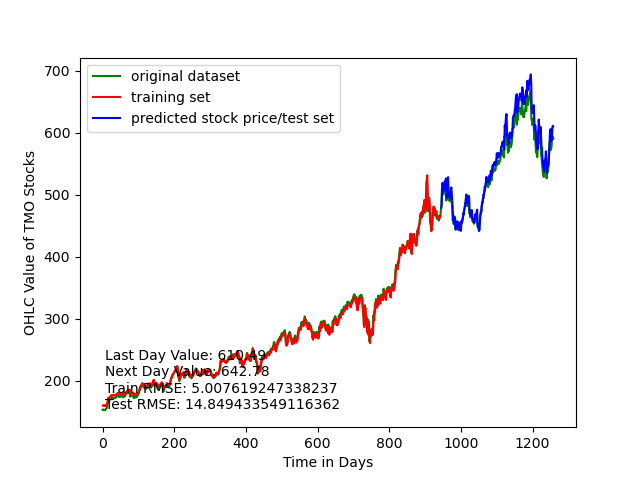 original dataset
training set
predicted stock price/test set
OHLC Value of TMO Stocks
700
600
500
400
300
200
Last Day Value: 610.49
Next Day Value: 642.78
Train RMSE: 5.007619247338237
Test RMSE: 14.849433549116362
0 200 400 600 800 1000 1200
Time in Days